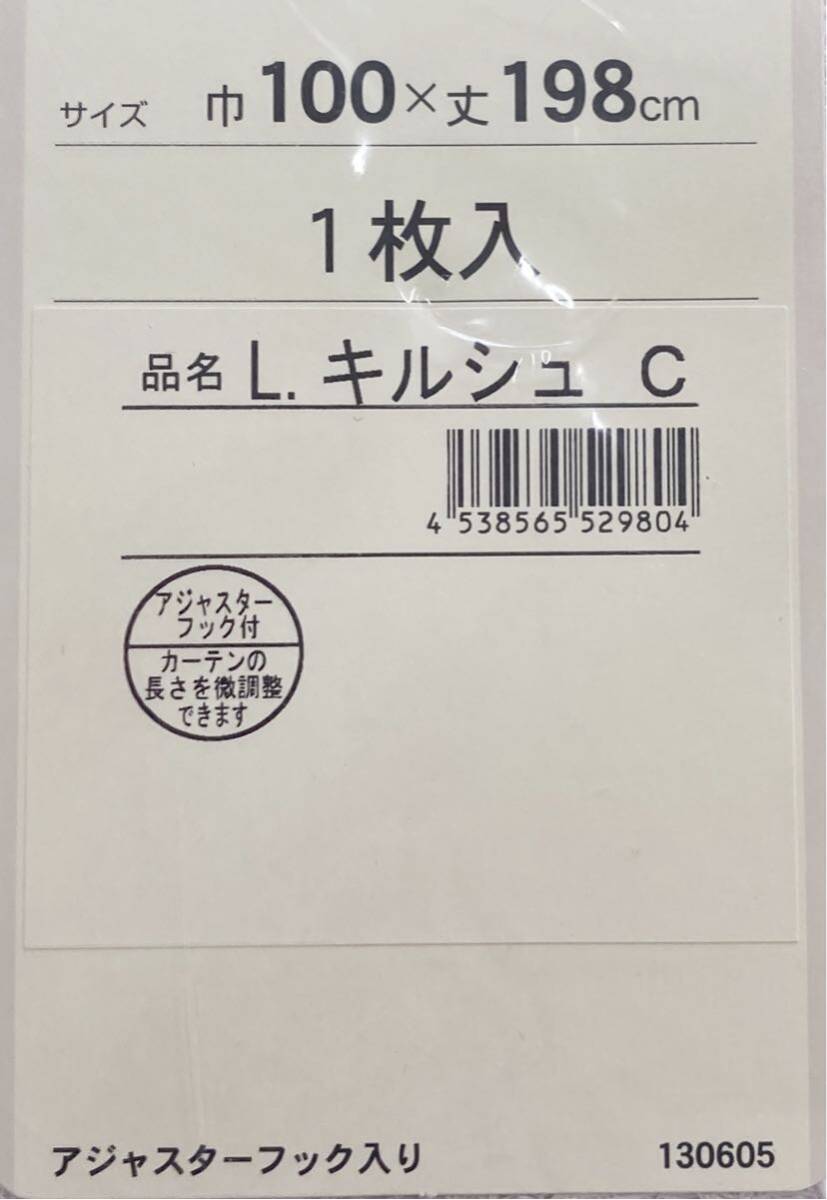 サイズ 巾100×丈198cm
1枚入
品名 L.キルシュ C
4 538565 529804
アジャスター
フック付
カーテンの
長さを微調整
できます
アジャスターフック入り 130605